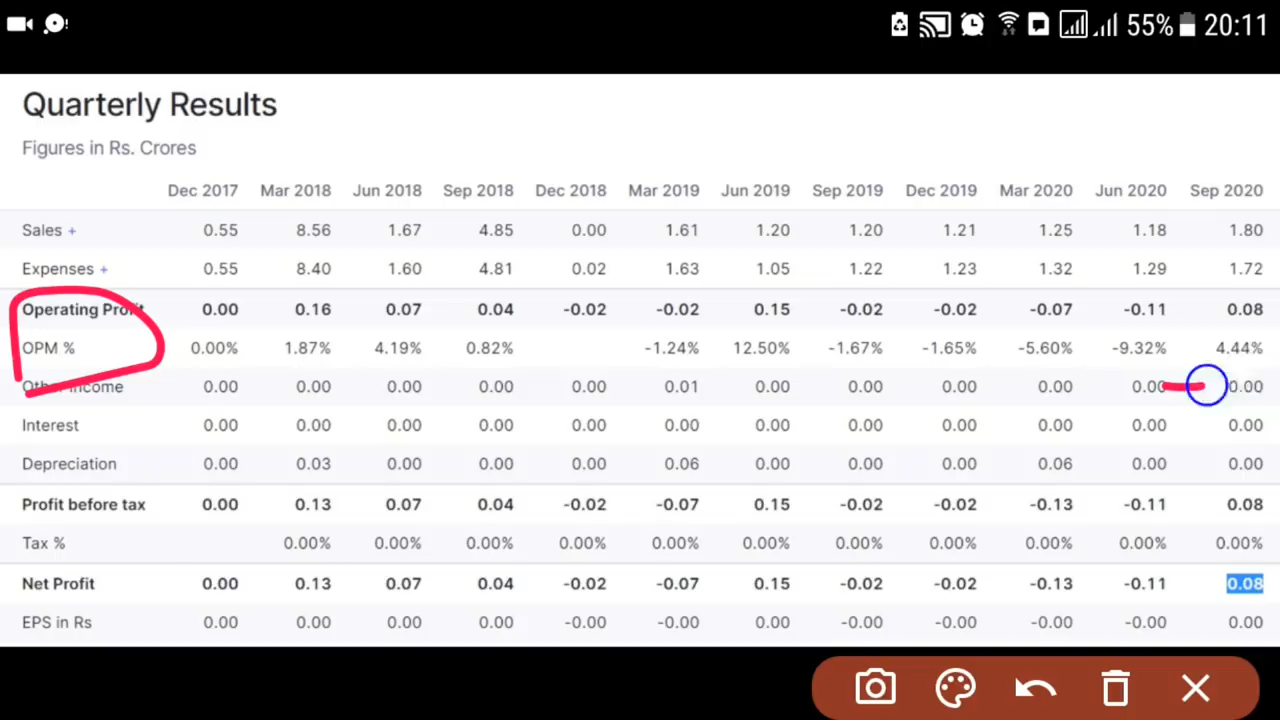 55% 20:11
Quarterly Results
Figures in Rs. Crores
Dec 2017 Mar 2018 Jun 2018 Sep 2018 Dec 2018 Mar 2019 Jun 2019 Sep 2019 Dec 2019 Mar 2020 Jun 2020 Sep 2020
Sales + 0.55 8.56 1.67 4.85 0.00 1.61 1.20 1.20 1.21 1.25 1.18 1.80
Expenses + 0.55 8.40 1.60 4.81 0.02 1.63 1.05 1.22 1.23 1.32 1.29 1.72
Operating Profit 0.00 0.16 0.07 0.04 -0.02 -0.02 0.15 -0.02 -0.02 -0.07 -0.11 0.08
OPM % 0.00% 1.87% 4.19% 0.82% -1.24% 12.50% -1.67% -1.65% -5.60% -9.32% 4.44%
Other Income 0.00 0.00 0.00 0.00 0.00 0.01 0.00 0.00 0.00 0.00 0.00 0.00
Interest 0.00 0.00 0.00 0.00 0.00 0.00 0.00 0.00 0.00 0.00 0.00 0.00
Depreciation 0.00 0.03 0.00 0.00 0.00 0.06 0.00 0.00 0.00 0.06 0.00 0.00
Profit before tax 0.00 0.13 0.07 0.04 -0.02 -0.07 0.15 -0.02 -0.02 -0.13 -0.11 0.08
Tax % 0.00% 0.00% 0.00% 0.00% 0.00% 0.00% 0.00% 0.00% 0.00% 0.00% 0.00%
Net Profit 0.00 0.13 0.07 0.04 -0.02 -0.07 0.15 -0.02 -0.02 -0.13 -0.11 0.08
EPS in Rs 0.00 0.00 0.00 0.00 -0.00 -0.00 0.00 -0.00 -0.00 -0.00 -0.00 0.00